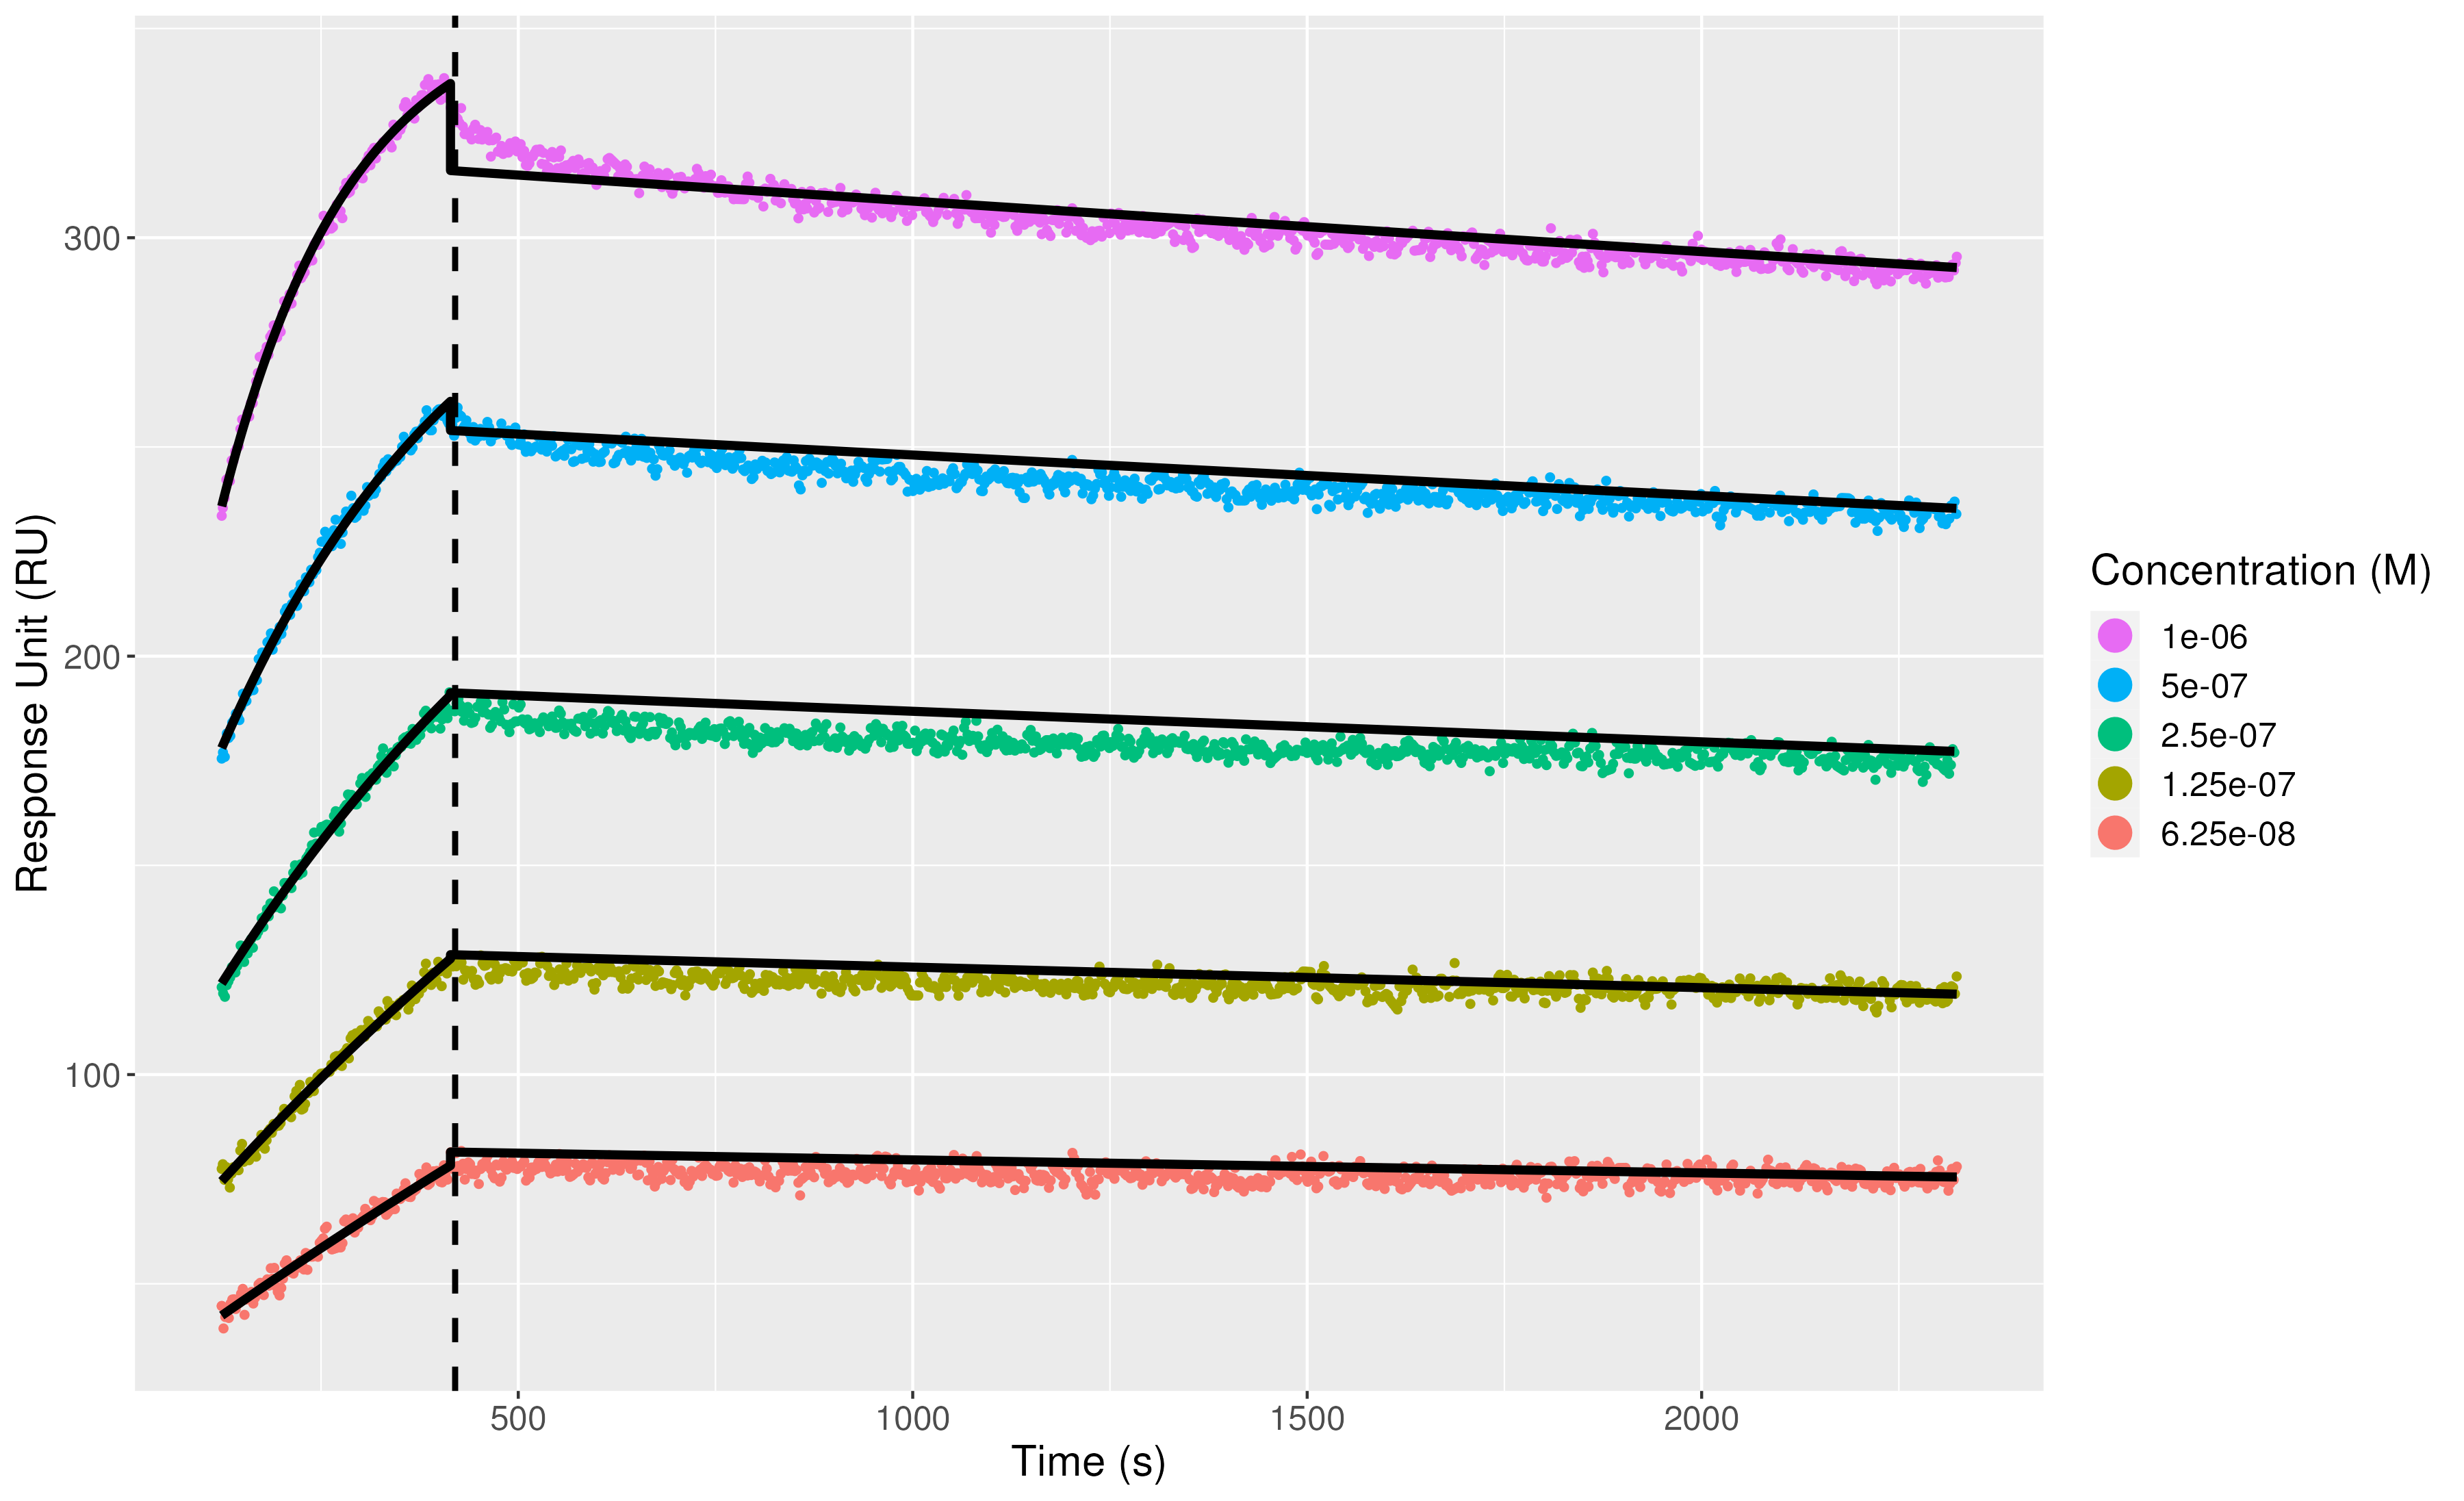 Response Unit (RU)
300
200
100
500
1000
1500
2000
Time (s)
Concentration (M)
1e-06
5e-07
2.5e-07
1.25e-07
6.25e-08